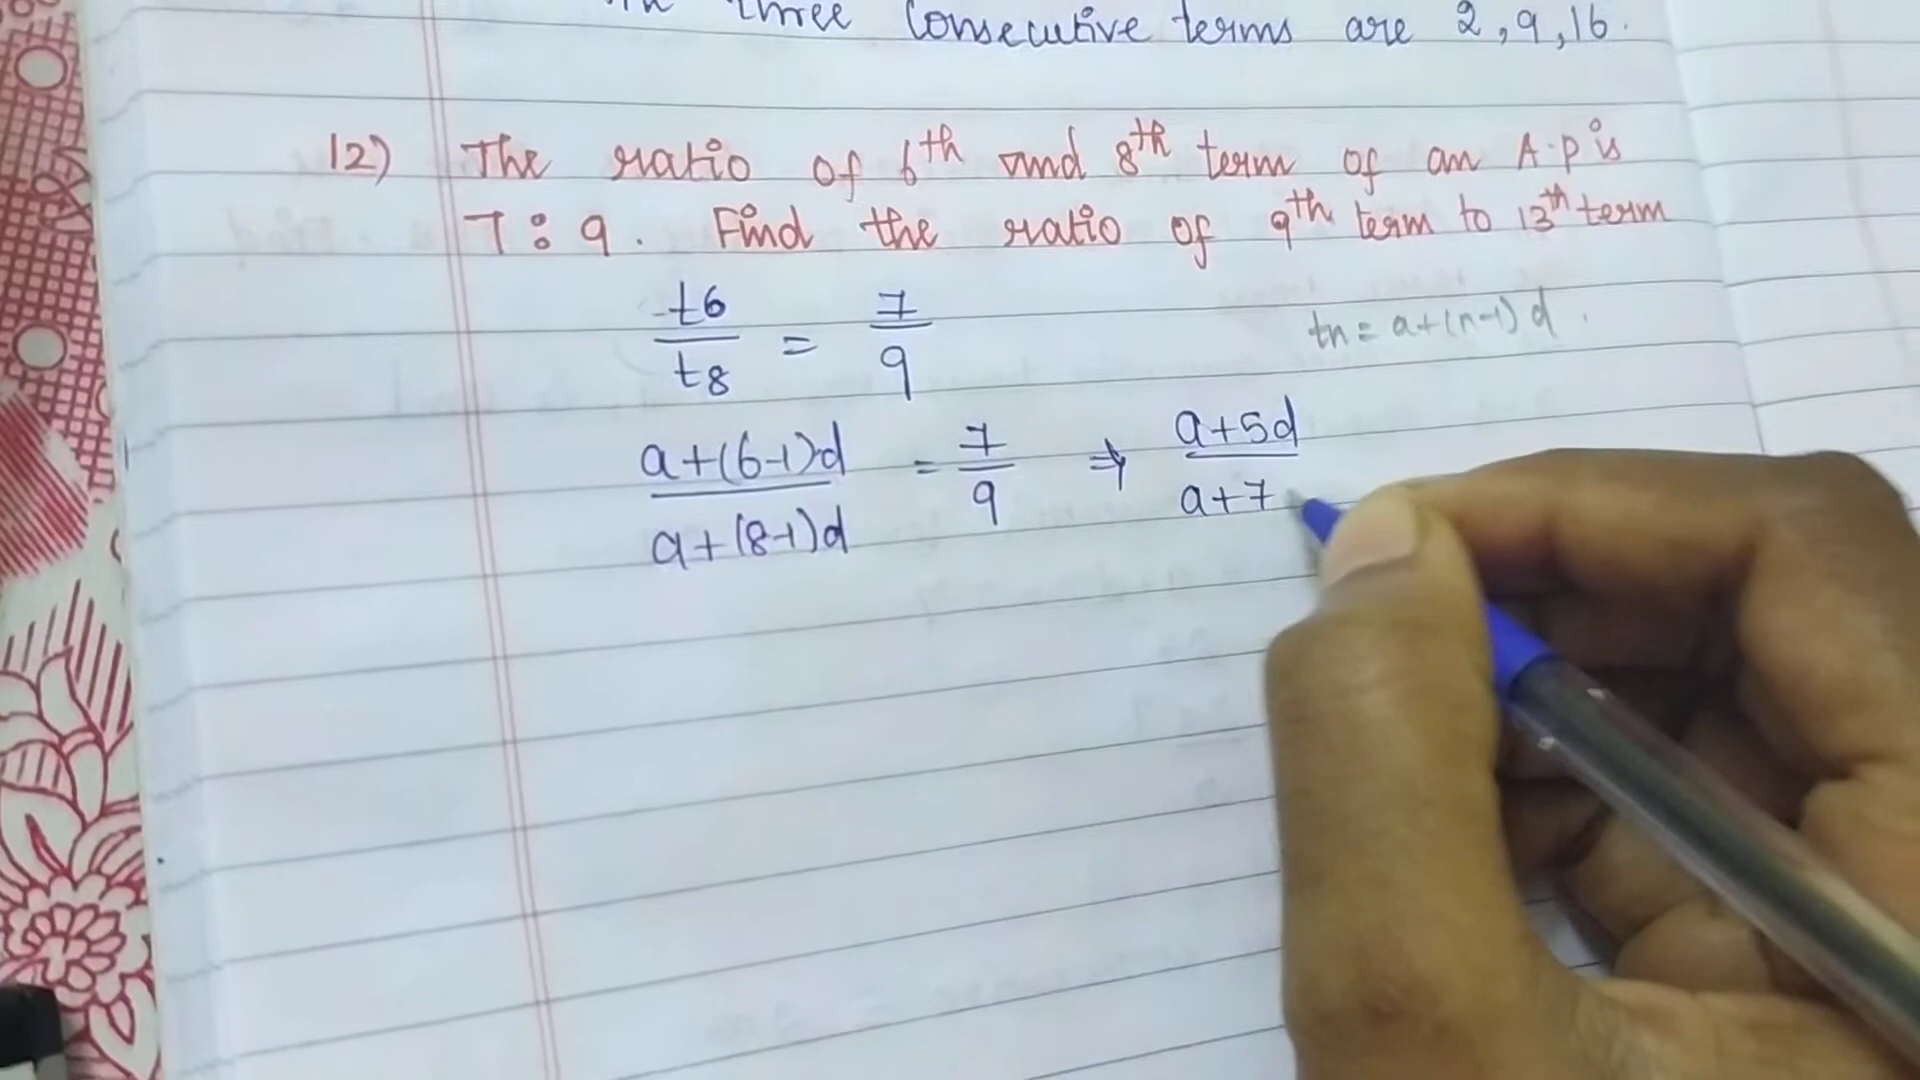 three consecutive terms are 2, 9, 16.
12) The ratio of 6th and 8th term of an A.P is
7 : 9. Find the ratio of 9th term to 13th term
t6/t8 = 7/9
tn = a+(n-1)d.
a+(6-1)d / a+(8-1)d = 7/9 ⇒ a+5d / a+7